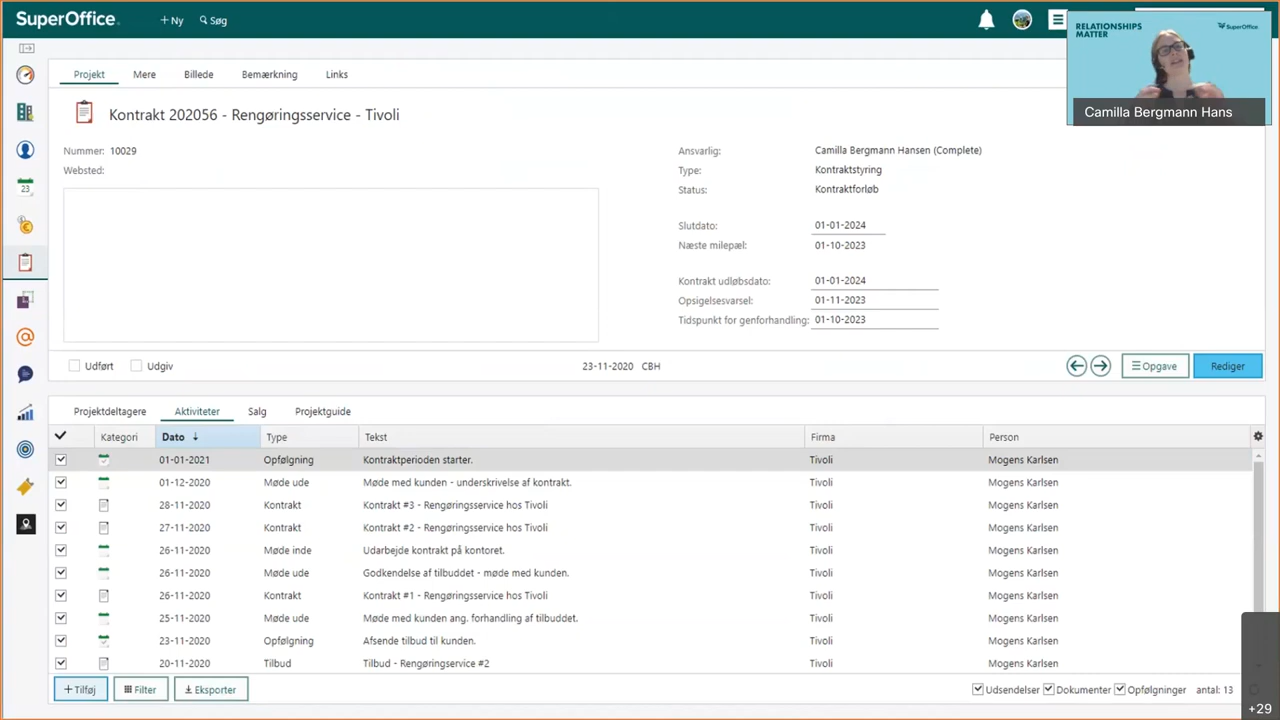 SuperOffice. + Ny Søg
RELATIONSHIPS MATTER
SuperOffice
Camilla Bergmann Hans
Projekt Mere Billede Bemærkning Links
Kontrakt 202056 - Rengøringsservice - Tivoli
Nummer: 10029
Websted:
Ansvarlig: Camilla Bergmann Hansen (Complete)
Type: Kontraktstyring
Status: Kontraktforløb
Slutdato: 01-01-2024
Næste milepæl: 01-10-2023
Kontrakt udløbsdato: 01-01-2024
Opsigelsesvarsel: 01-11-2023
Tidspunkt for genforhandling: 01-10-2023
Udført Udgiv 23-11-2020 CBH Opgave Rediger
23
Projektdeltagere Aktiviteter Salg Projektguide
Kategori Dato ↓ Type Tekst Firma Person
01-01-2021 Opfølgning Kontraktperioden starter. Tivoli Mogens Karlsen
01-12-2020 Møde ude Møde med kunden - underskrivelse af kontrakt. Tivoli Mogens Karlsen
28-11-2020 Kontrakt Kontrakt #3 - Rengøringsservice hos Tivoli Tivoli Mogens Karlsen
27-11-2020 Kontrakt Kontrakt #2 - Rengøringsservice hos Tivoli Tivoli Mogens Karlsen
26-11-2020 Møde inde Udarbejde kontrakt på kontoret. Tivoli Mogens Karlsen
26-11-2020 Møde ude Godkendelse af tilbuddet - møde med kunden. Tivoli Mogens Karlsen
26-11-2020 Kontrakt Kontrakt #1 - Rengøringsservice hos Tivoli Tivoli Mogens Karlsen
25-11-2020 Møde ude Møde med kunden ang. forhandling af tilbuddet. Tivoli Mogens Karlsen
23-11-2020 Opfølgning Afsende tilbud til kunden. Tivoli Mogens Karlsen
20-11-2020 Tilbud Tilbud - Rengøringservice #2 Tivoli Mogens Karlsen
+ Tilføj Filter Eksporter Udsendelser Dokumenter Opfølgninger antal: 13
+29